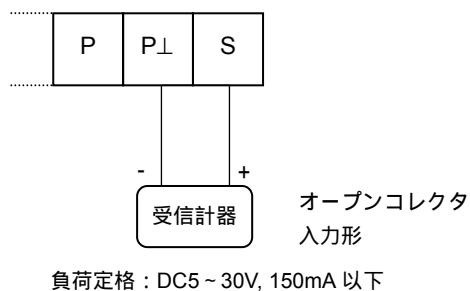 P P⊥ S
- +
受信計器
オープンコレクタ
入力形
負荷定格：DC5～30V, 150mA 以下